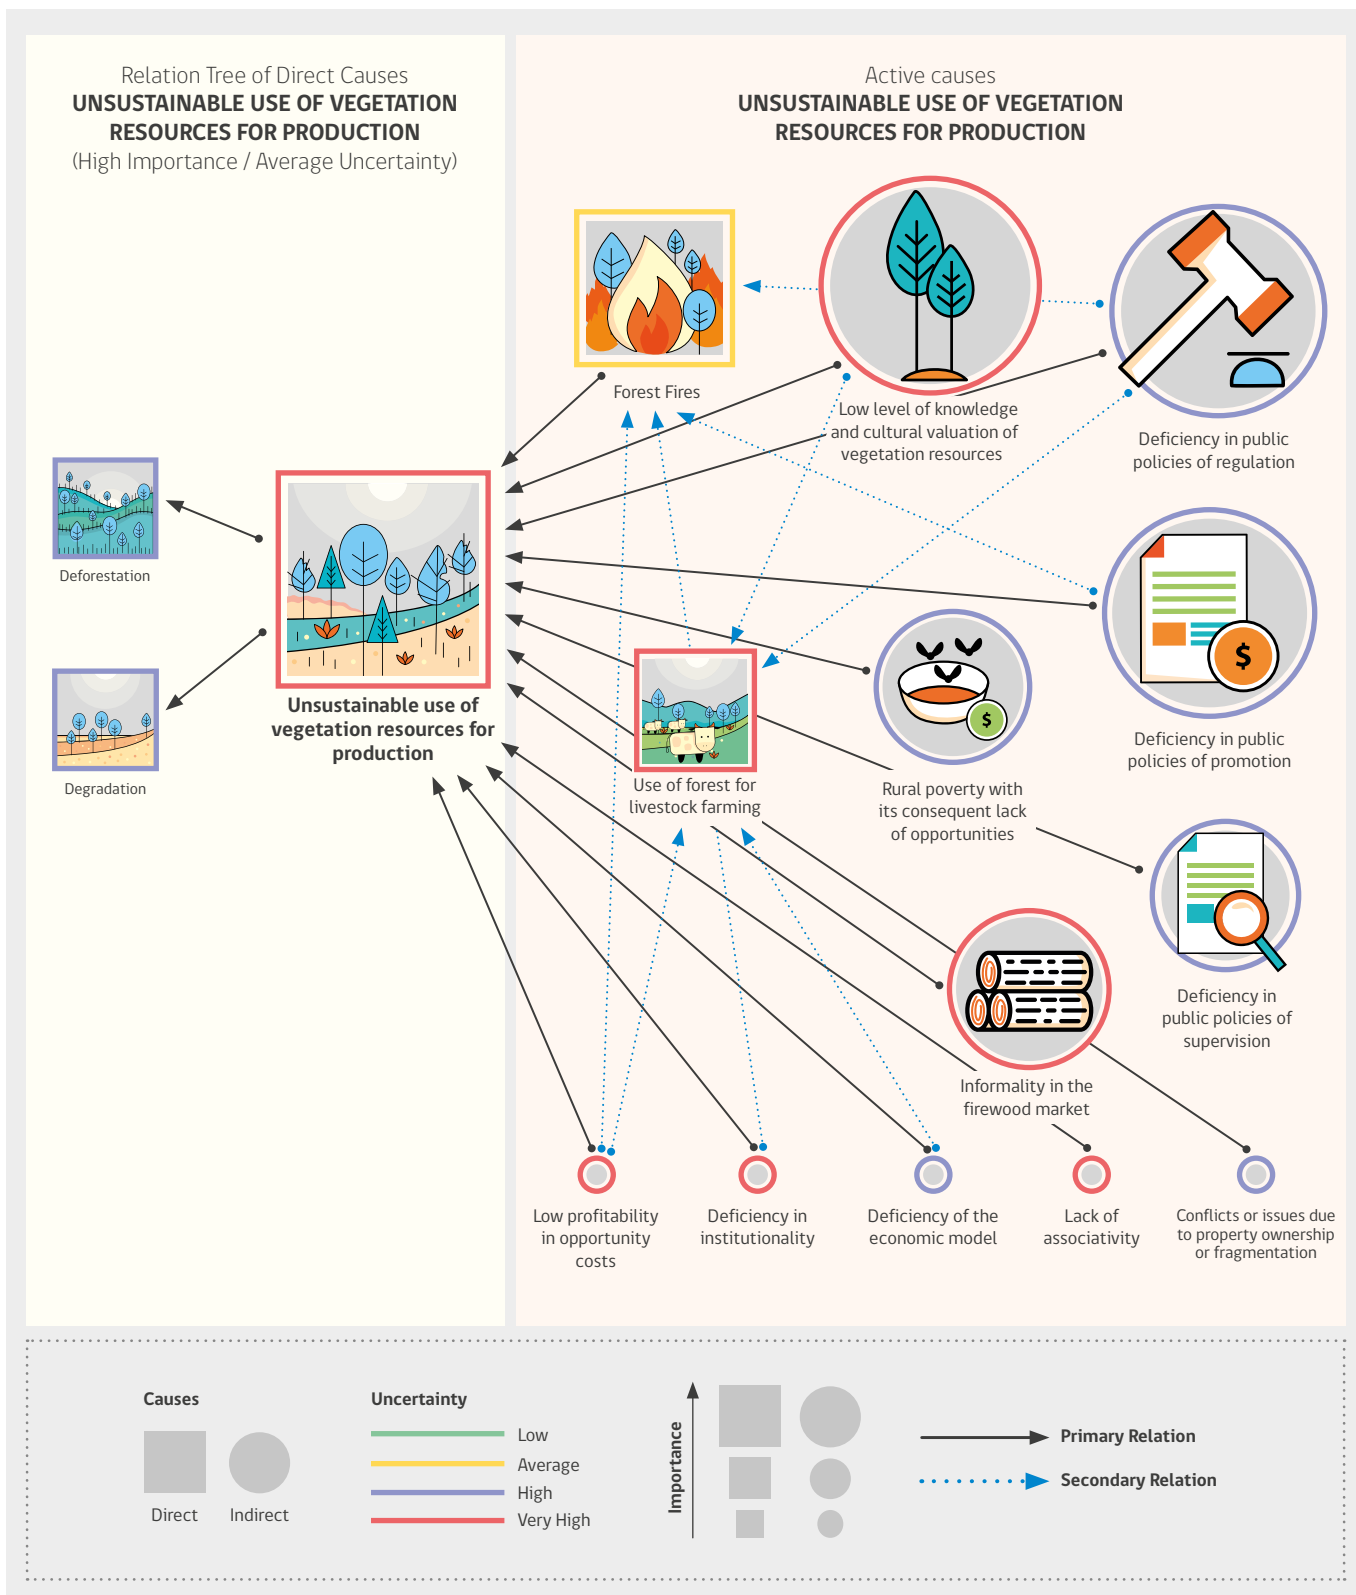 Relation Tree of Direct Causes
UNSUSTAINABLE USE OF VEGETATION
RESOURCES FOR PRODUCTION
(High Importance / Average Uncertainty)
Active causes
UNSUSTAINABLE USE OF VEGETATION
RESOURCES FOR PRODUCTION
Forest Fires
Low level of knowledge
and cultural valuation of
vegetation resources
Deficiency in public
policies of regulation
Deforestation
Degradation
Unsustainable use of
vegetation resources for
production
$
Deficiency in public
policies of promotion
$
Use of forest for
livestock farming
Rural poverty with
its consequent lack
of opportunities
Deficiency in
public policies of
supervision
Informality in the
firewood market
Low profitability
in opportunity
costs
Deficiency in
institutionality
Deficiency of the
economic model
Lack of
associativity
Conflicts or issues due
to property ownership
or fragmentation
Causes
Direct
Indirect
Uncertainty
Low
Average
High
Very High
Importance
Primary Relation
Secondary Relation